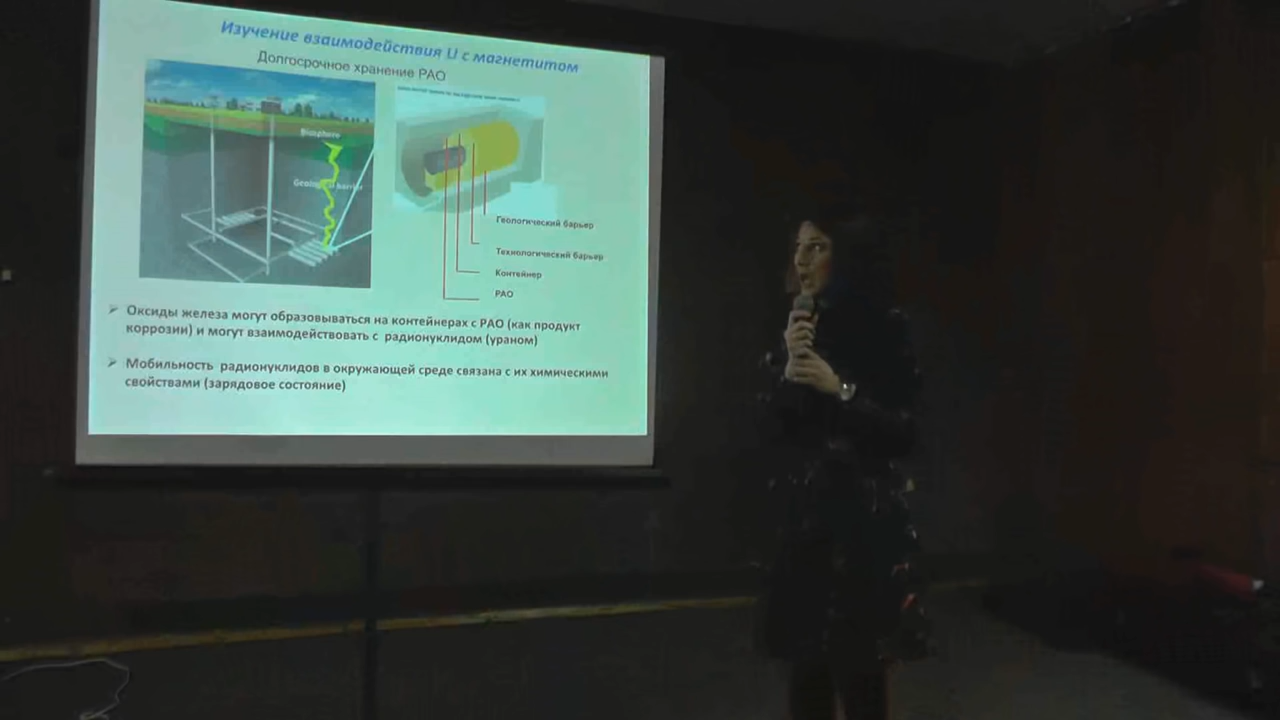 Изучение взаимодействия U с магнетитом
Долгосрочное хранение РАО
Biosphere
Geological barrier
Геологический барьер
Технологический барьер
Контейнер
РАО
Оксиды железа могут образовываться на контейнерах с РАО (как продукт
коррозии) и могут взаимодействовать с радионуклидом (ураном)
Мобильность радионуклидов в окружающей среде связана с их химическими
свойствами (зарядовое состояние)